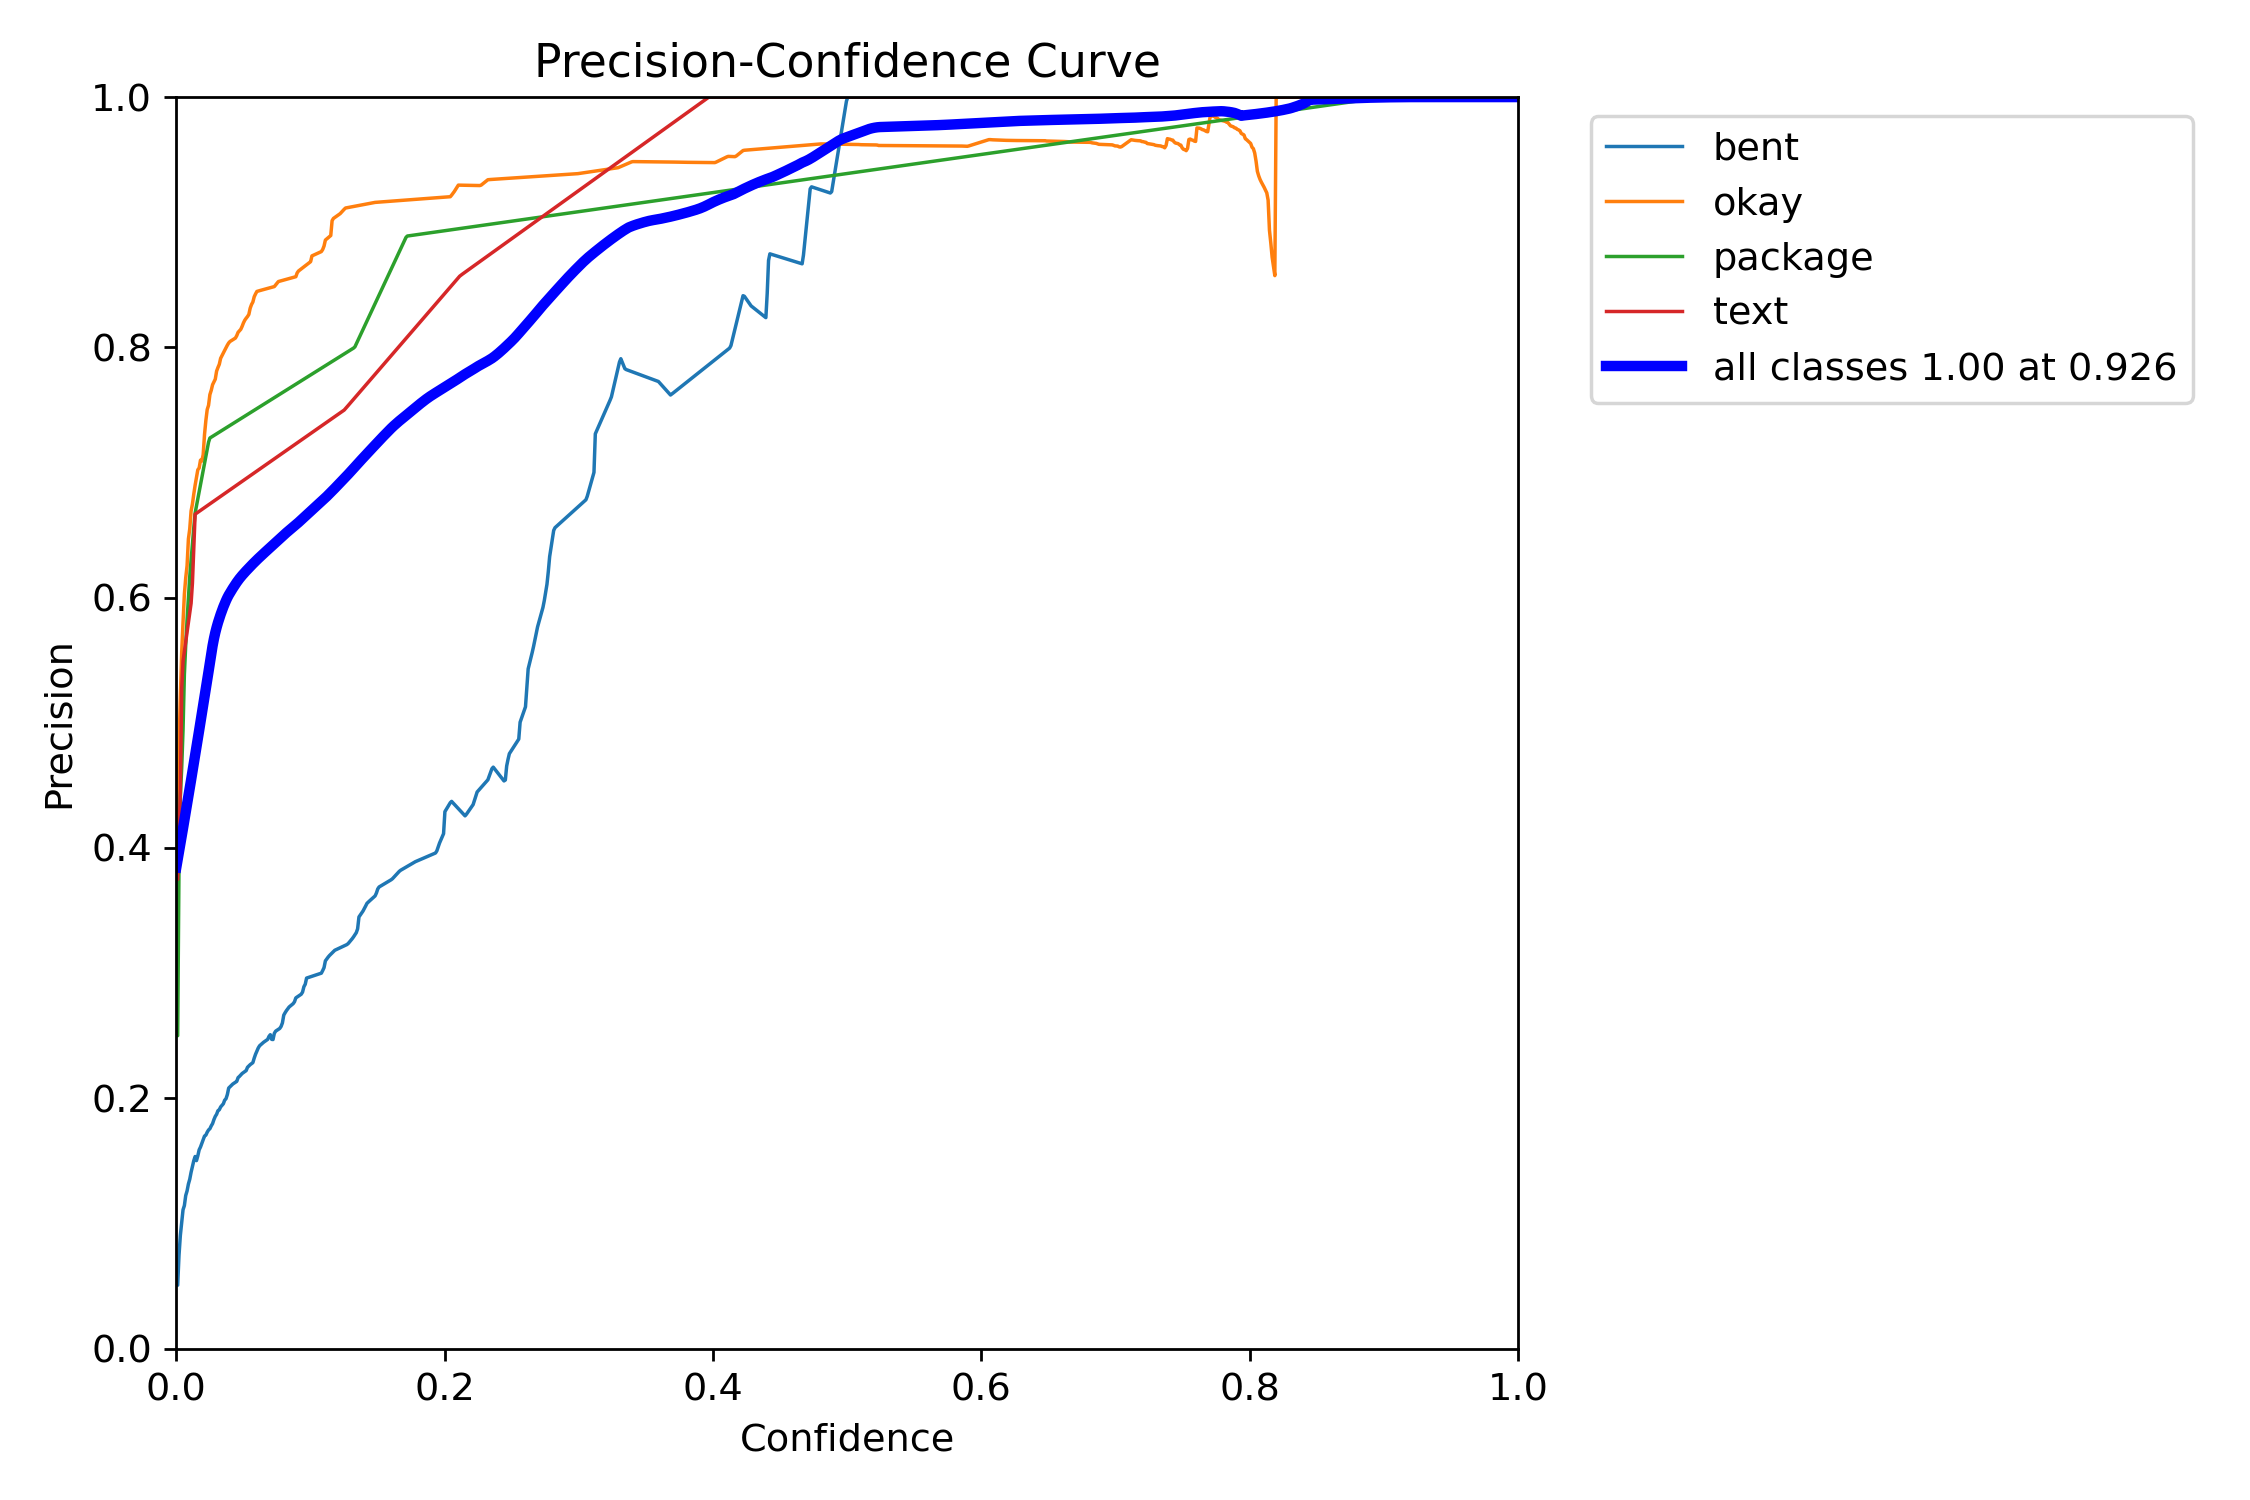 Precision-Confidence Curve
1.0
0.8
0.6
0.4
0.2
0.0
Precision
0.0 0.2 0.4 0.6 0.8 1.0
Confidence
bent
okay
package
text
all classes 1.00 at 0.926